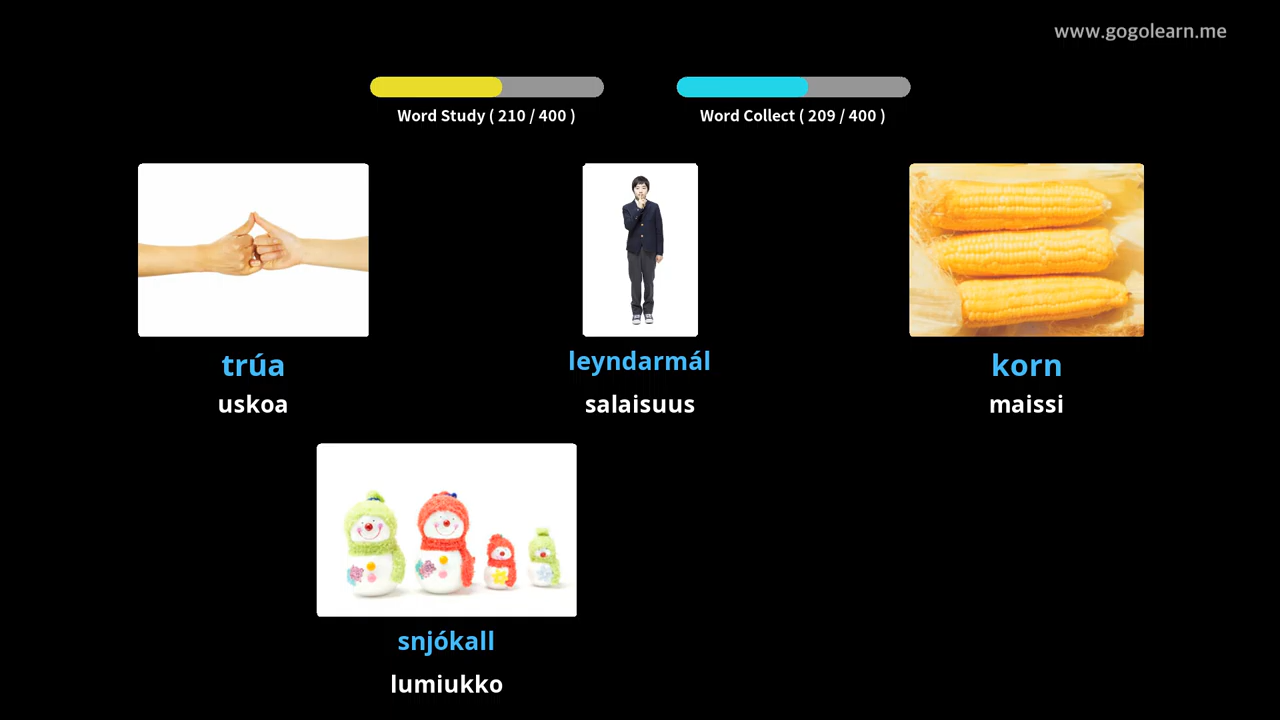 www.gogolearn.me
Word Study ( 210 / 400 )
Word Collect ( 209 / 400 )
trúa
uskoa
leyndarmál
salaisuus
korn
maissi
snjókall
lumiukko